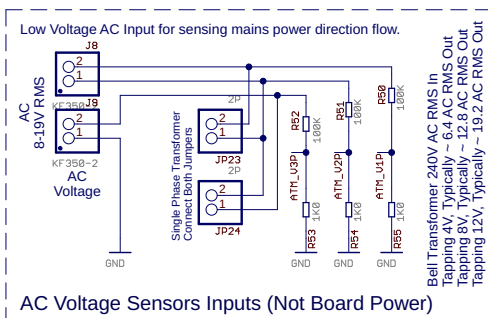 Low Voltage AC Input for sensing mains power direction flow.
J8
2
1
KF350-2
J9
2
1
KF350-2
AC
8-19V RMS
AC
Voltage
Single Phase Transformer
Connect Both Jumpers
2P
2
1
JP23
2P
2
1
JP24
R52
100K
R51
100K
R50
100K
ATM_V3P
ATM_V2P
ATM_V1P
1K0
R53
1K0
R54
1K0
R55
GND
GND
GND
GND
Bell Transformer 240V AC RMS In
Tapping 4V, Typically ~ 6.4 AC RMS Out
Tapping 8V, Typically ~ 12.8 AC RMS Out
Tapping 12V, Typically ~ 19.2 AC RMS Out
AC Voltage Sensors Inputs (Not Board Power)